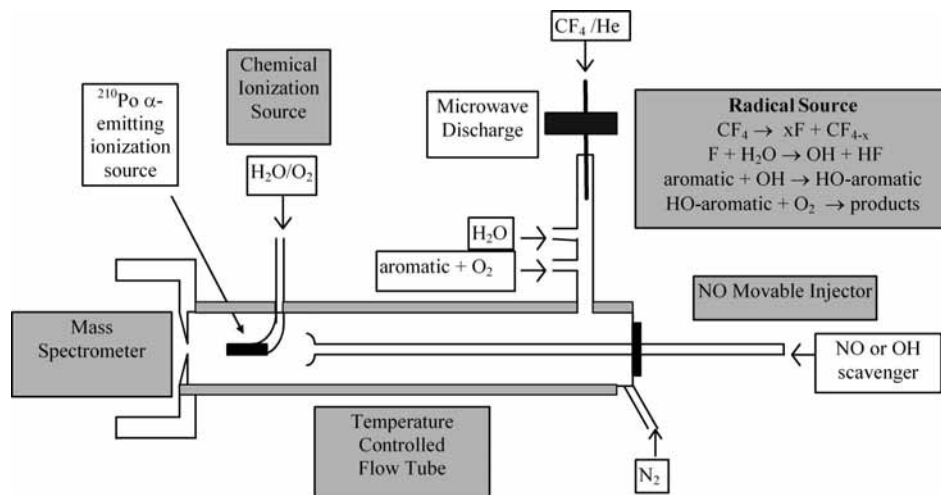 CF₄ /He
Chemical
Ionization
Source
²¹⁰Po α-
emitting
ionization
source
Microwave
Discharge
Radical Source
CF₄ → xF + CF₄₋ₓ
F + H₂O → OH + HF
aromatic + OH → HO-aromatic
HO-aromatic + O₂ → products
H₂O/O₂
H₂O
aromatic + O₂
NO Movable Injector
Mass
Spectrometer
NO or OH
scavenger
Temperature
Controlled
Flow Tube
N₂